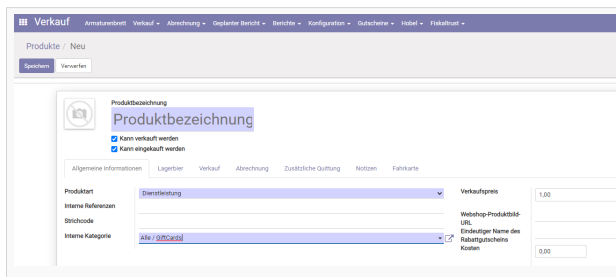 Verkauf Armaturenbrett Verkauf Abrechnung Geplanter Bericht Berichte Konfiguration Gutscheine Hobel Fiskaltrust
Produkte / Neu
Speichern Verwerfen
Produktbezeichnung
Produktbezeichnung
Kann verkauft werden
Kann eingekauft werden
Allgemeine Informationen Lagerbier Verkauf Abrechnung Zusätzliche Quittung Notizen Fahrkarte
Produktart Dienstleistung Verkaufspreis 1,00
Interne Referenzen
Strichcode
Webshop-Produktbild-
URL
Interne Kategorie Alle / GiftCards
Eindeutiger Name des
Rabattgutscheins
Kosten 0,00